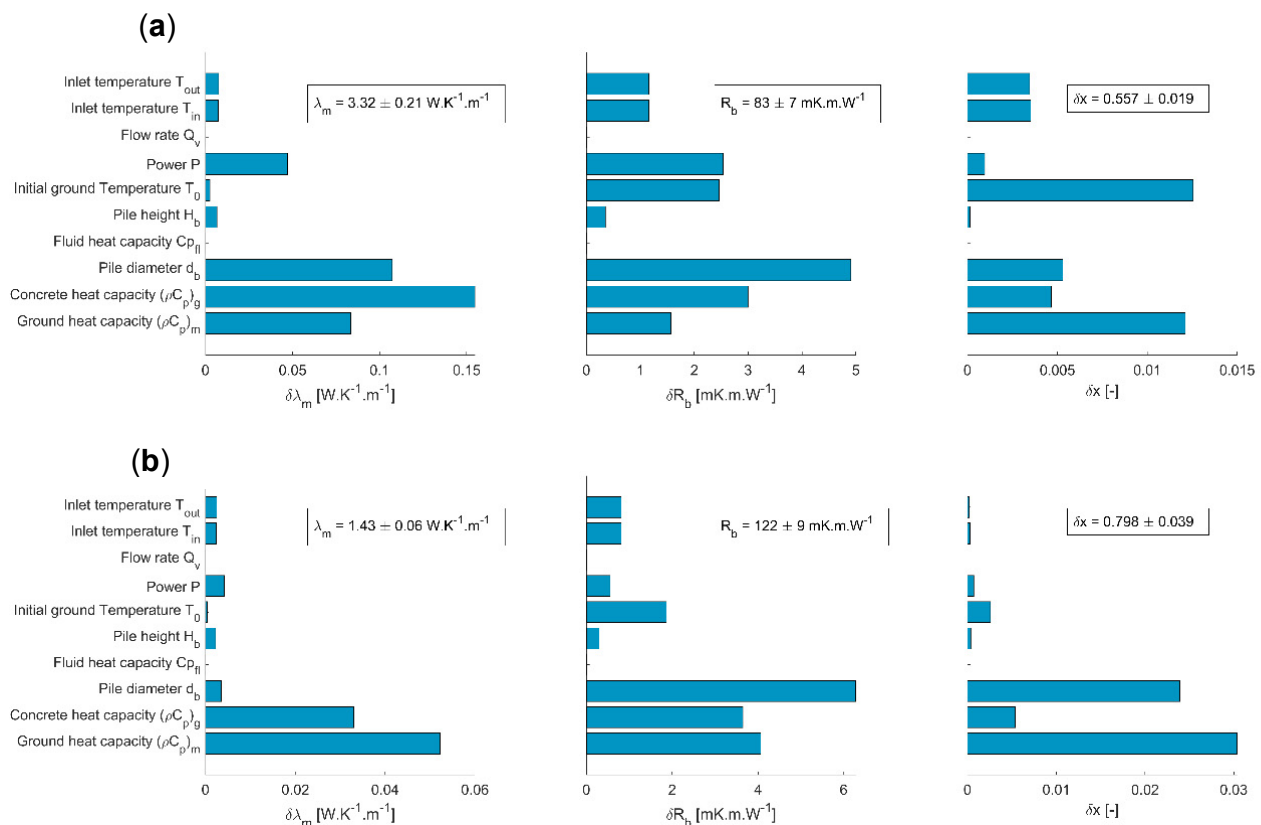 (a)
Inlet temperature T_out
Inlet temperature T_in
Flow rate Q_v
Power P
Initial ground Temperature T_0
Pile height H_b
Fluid heat capacity Cp_fl
Pile diameter d_b
Concrete heat capacity (ρC_p)_g
Ground heat capacity (ρC_p)_m
λ_m = 3.32 ± 0.21 W.K^-1.m^-1
0 0.05 0.1 0.15
δλ_m [W.K^-1.m^-1]
R_b = 83 ± 7 mK.m.W^-1
0 1 2 3 4 5
δR_b [mK.m.W^-1]
δx = 0.557 ± 0.019
0 0.005 0.01 0.015
δx [-]
(b)
Inlet temperature T_out
Inlet temperature T_in
Flow rate Q_v
Power P
Initial ground Temperature T_0
Pile height H_b
Fluid heat capacity Cp_fl
Pile diameter d_b
Concrete heat capacity (ρC_p)_g
Ground heat capacity (ρC_p)_m
λ_m = 1.43 ± 0.06 W.K^-1.m^-1
0 0.02 0.04 0.06
δλ_m [W.K^-1.m^-1]
R_b = 122 ± 9 mK.m.W^-1
0 2 4 6
δR_b [mK.m.W^-1]
δx = 0.798 ± 0.039
0 0.01 0.02 0.03
δx [-]